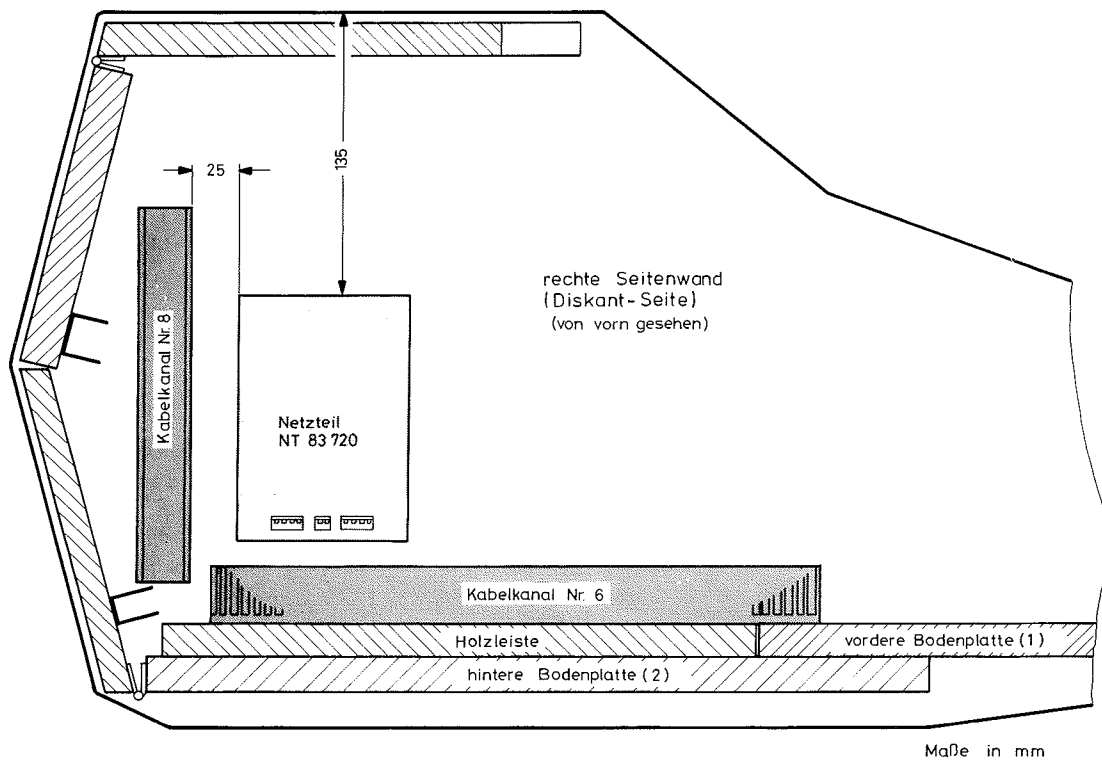 135
25
rechte Seitenwand
(Diskant-Seite)
(von vorn gesehen)
Kabelkanal Nr. 8
Netzteil
NT 83 720
Kabelkanal Nr. 6
Holzleiste
vordere Bodenplatte (1)
hintere Bodenplatte (2)
Maße in mm